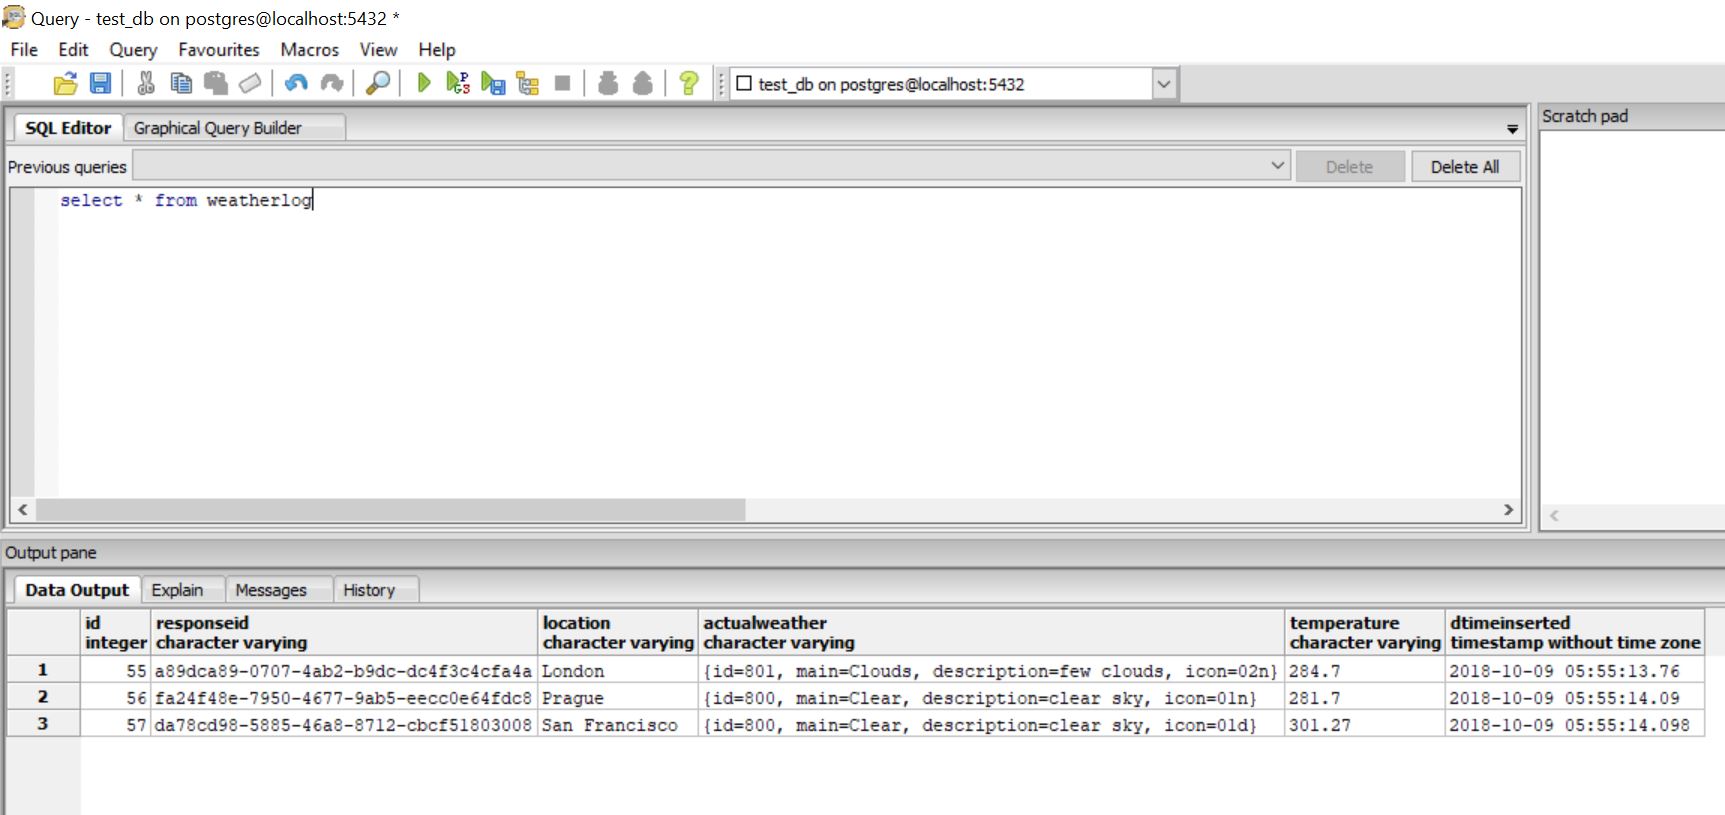 Query - test_db on postgres@localhost:5432 *
File Edit Query Favourites Macros View Help
test_db on postgres@localhost:5432
SQL Editor Graphical Query Builder
Scratch pad
Previous queries Delete Delete All
select * from weatherlog
Output pane
Data Output Explain Messages History
id responseid location actualweather temperature dtimeinserted
integer character varying character varying character varying character varying timestamp without time zone
1 55 a89dca89-0707-4ab2-b9dc-dc4f3c4cfa4a London {id=801, main=Clouds, description=few clouds, icon=02n} 284.7 2018-10-09 05:55:13.76
2 56 fa24f48e-7950-4677-9ab5-eecc0e64fdc8 Prague {id=800, main=Clear, description=clear sky, icon=01n} 281.7 2018-10-09 05:55:14.09
3 57 da78cd98-5885-46a8-8712-cbcf51803008 San Francisco {id=800, main=Clear, description=clear sky, icon=01d} 301.27 2018-10-09 05:55:14.098